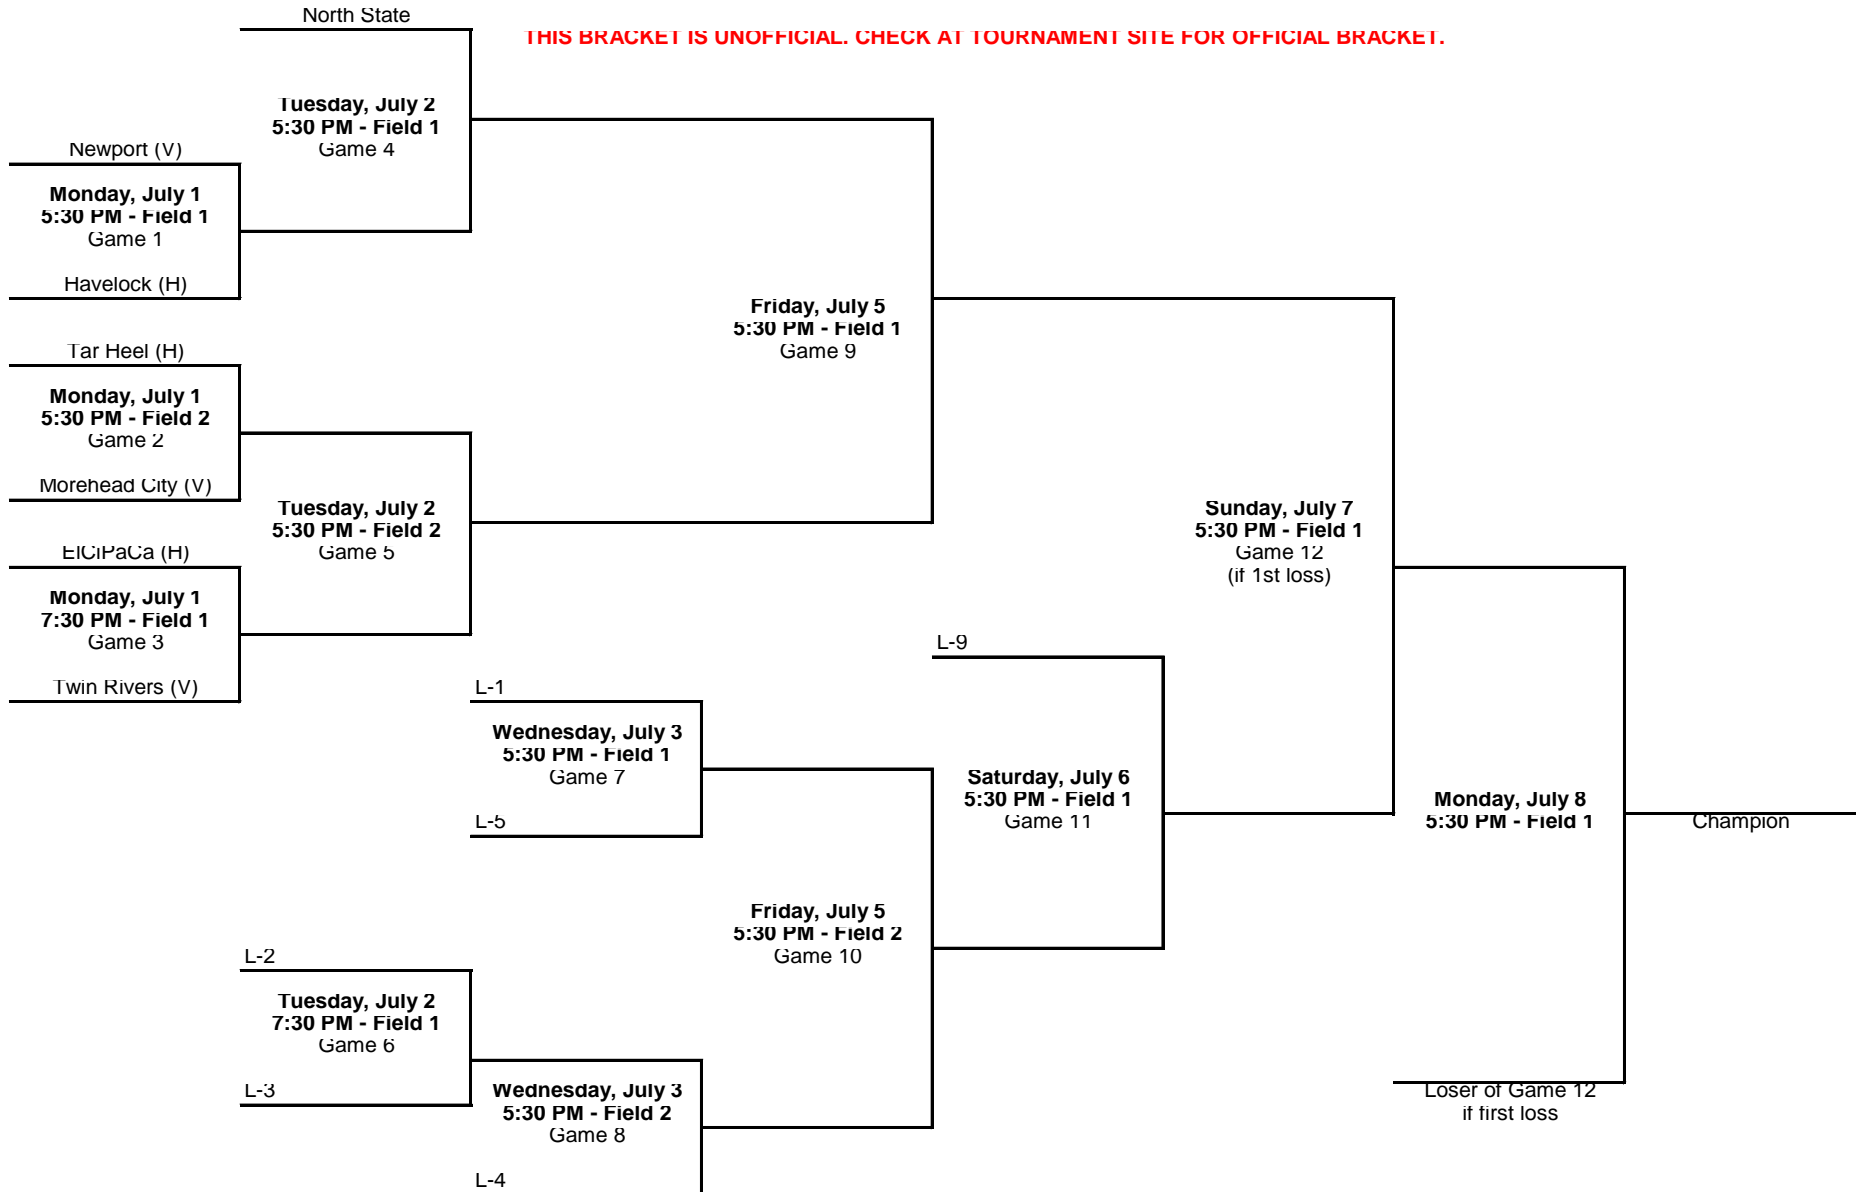 North State
THIS BRACKET IS UNOFFICIAL. CHECK AT TOURNAMENT SITE FOR OFFICIAL BRACKET.
Tuesday, July 2
5:30 PM - Field 1
Game 4
Newport (V)
Monday, July 1
5:30 PM - Field 1
Game 1
Havelock (H)
Friday, July 5
5:30 PM - Field 1
Game 9
Tar Heel (H)
Monday, July 1
5:30 PM - Field 2
Game 2
Morehead City (V)
Tuesday, July 2
5:30 PM - Field 2
Game 5
Sunday, July 7
5:30 PM - Field 1
Game 12
(if 1st loss)
ElCiPaCa (H)
Monday, July 1
7:30 PM - Field 1
Game 3
Twin Rivers (V)
L-9
L-1
Wednesday, July 3
5:30 PM - Field 1
Game 7
L-5
Saturday, July 6
5:30 PM - Field 1
Game 11
Monday, July 8
5:30 PM - Field 1
Champion
Friday, July 5
5:30 PM - Field 2
Game 10
L-2
Tuesday, July 2
7:30 PM - Field 1
Game 6
L-3
Wednesday, July 3
5:30 PM - Field 2
Game 8
L-4
Loser of Game 12
if first loss